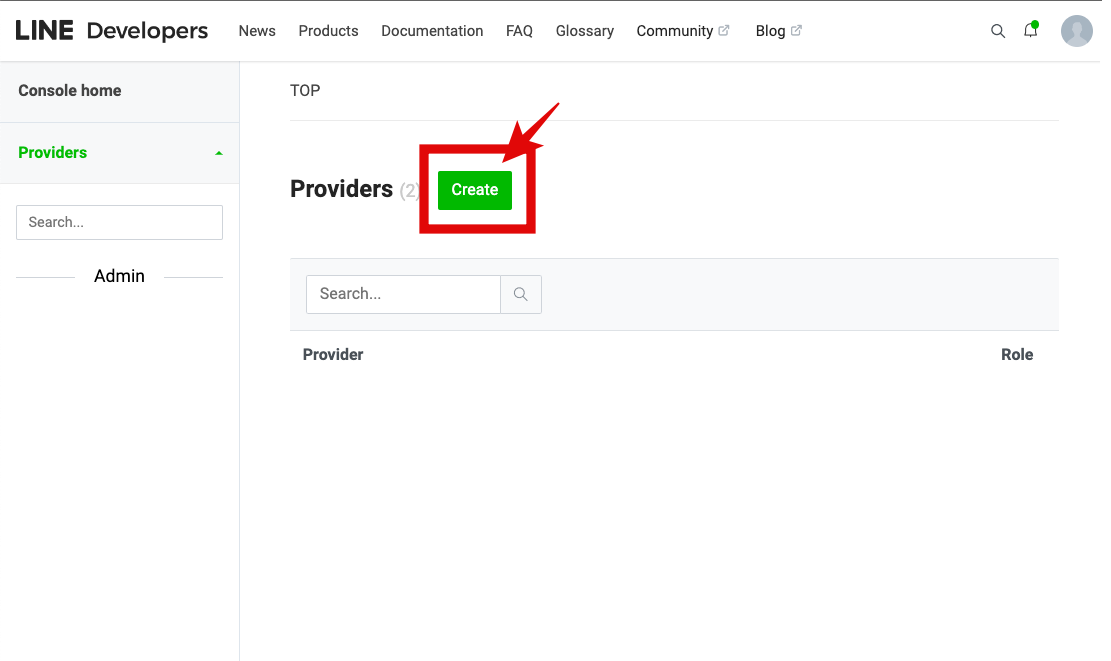 LINE Developers News Products Documentation FAQ Glossary Community Blog
Console home
TOP
Providers
Providers (2) Create
Search...
Admin
Search...
Provider Role